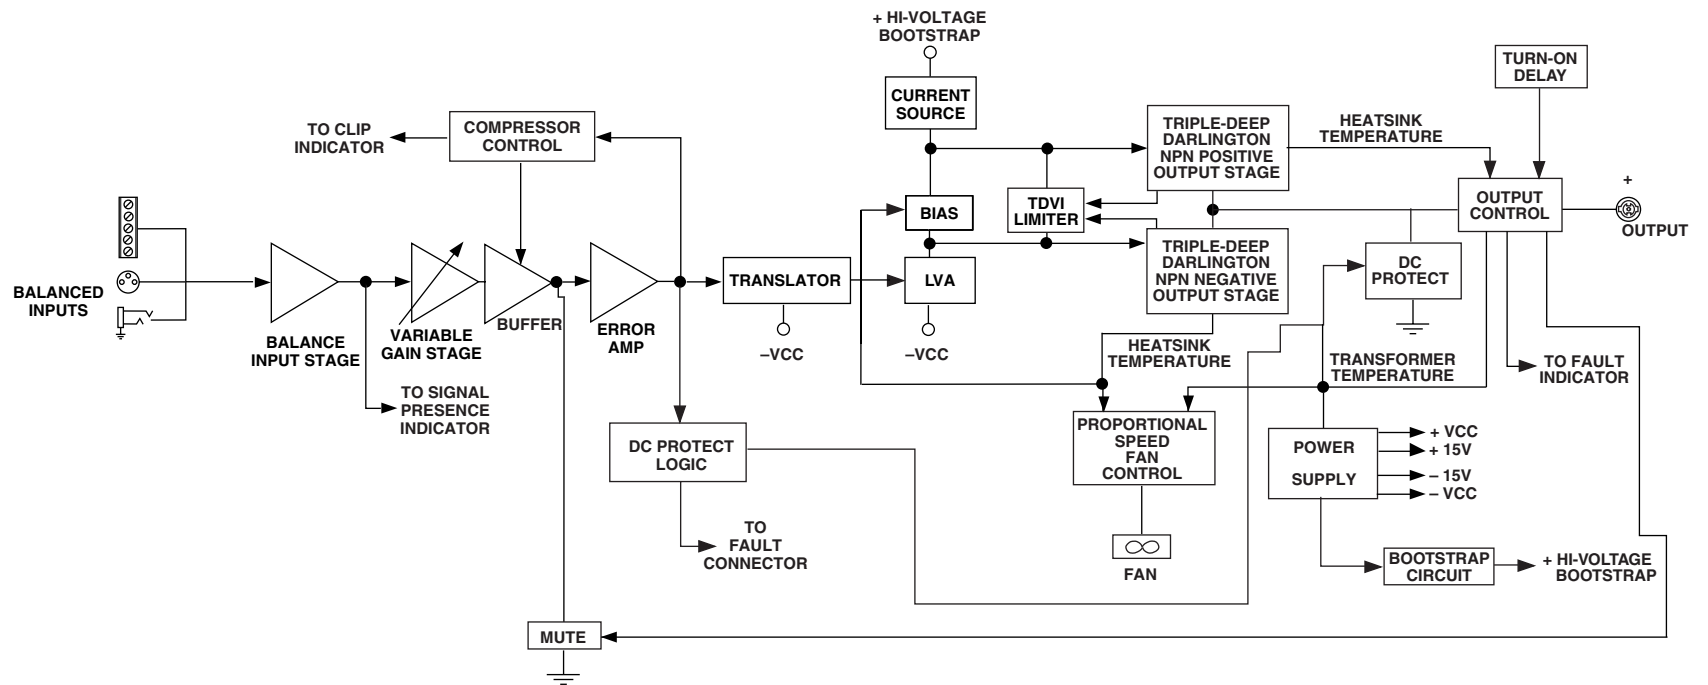 + HI-VOLTAGE
BOOTSTRAP
CURRENT
SOURCE
TURN-ON
DELAY
TO CLIP
INDICATOR
COMPRESSOR
CONTROL
TRIPLE-DEEP
DARLINGTON
NPN POSITIVE
OUTPUT STAGE
HEATSINK
TEMPERATURE
BIAS
TDVI
LIMITER
OUTPUT
CONTROL
+
OUTPUT
BALANCED
INPUTS
BALANCE
INPUT STAGE
VARIABLE
GAIN STAGE
BUFFER
ERROR
AMP
TRANSLATOR
–VCC
LVA
–VCC
TRIPLE-DEEP
DARLINGTON
NPN NEGATIVE
OUTPUT STAGE
DC
PROTECT
HEATSINK
TEMPERATURE
TRANSFORMER
TEMPERATURE
TO FAULT
INDICATOR
TO SIGNAL
PRESENCE
INDICATOR
DC PROTECT
LOGIC
PROPORTIONAL
SPEED
FAN
CONTROL
POWER
SUPPLY
+ VCC
+ 15V
– 15V
– VCC
TO
FAULT
CONNECTOR
FAN
BOOTSTRAP
CIRCUIT
+ HI-VOLTAGE
BOOTSTRAP
MUTE